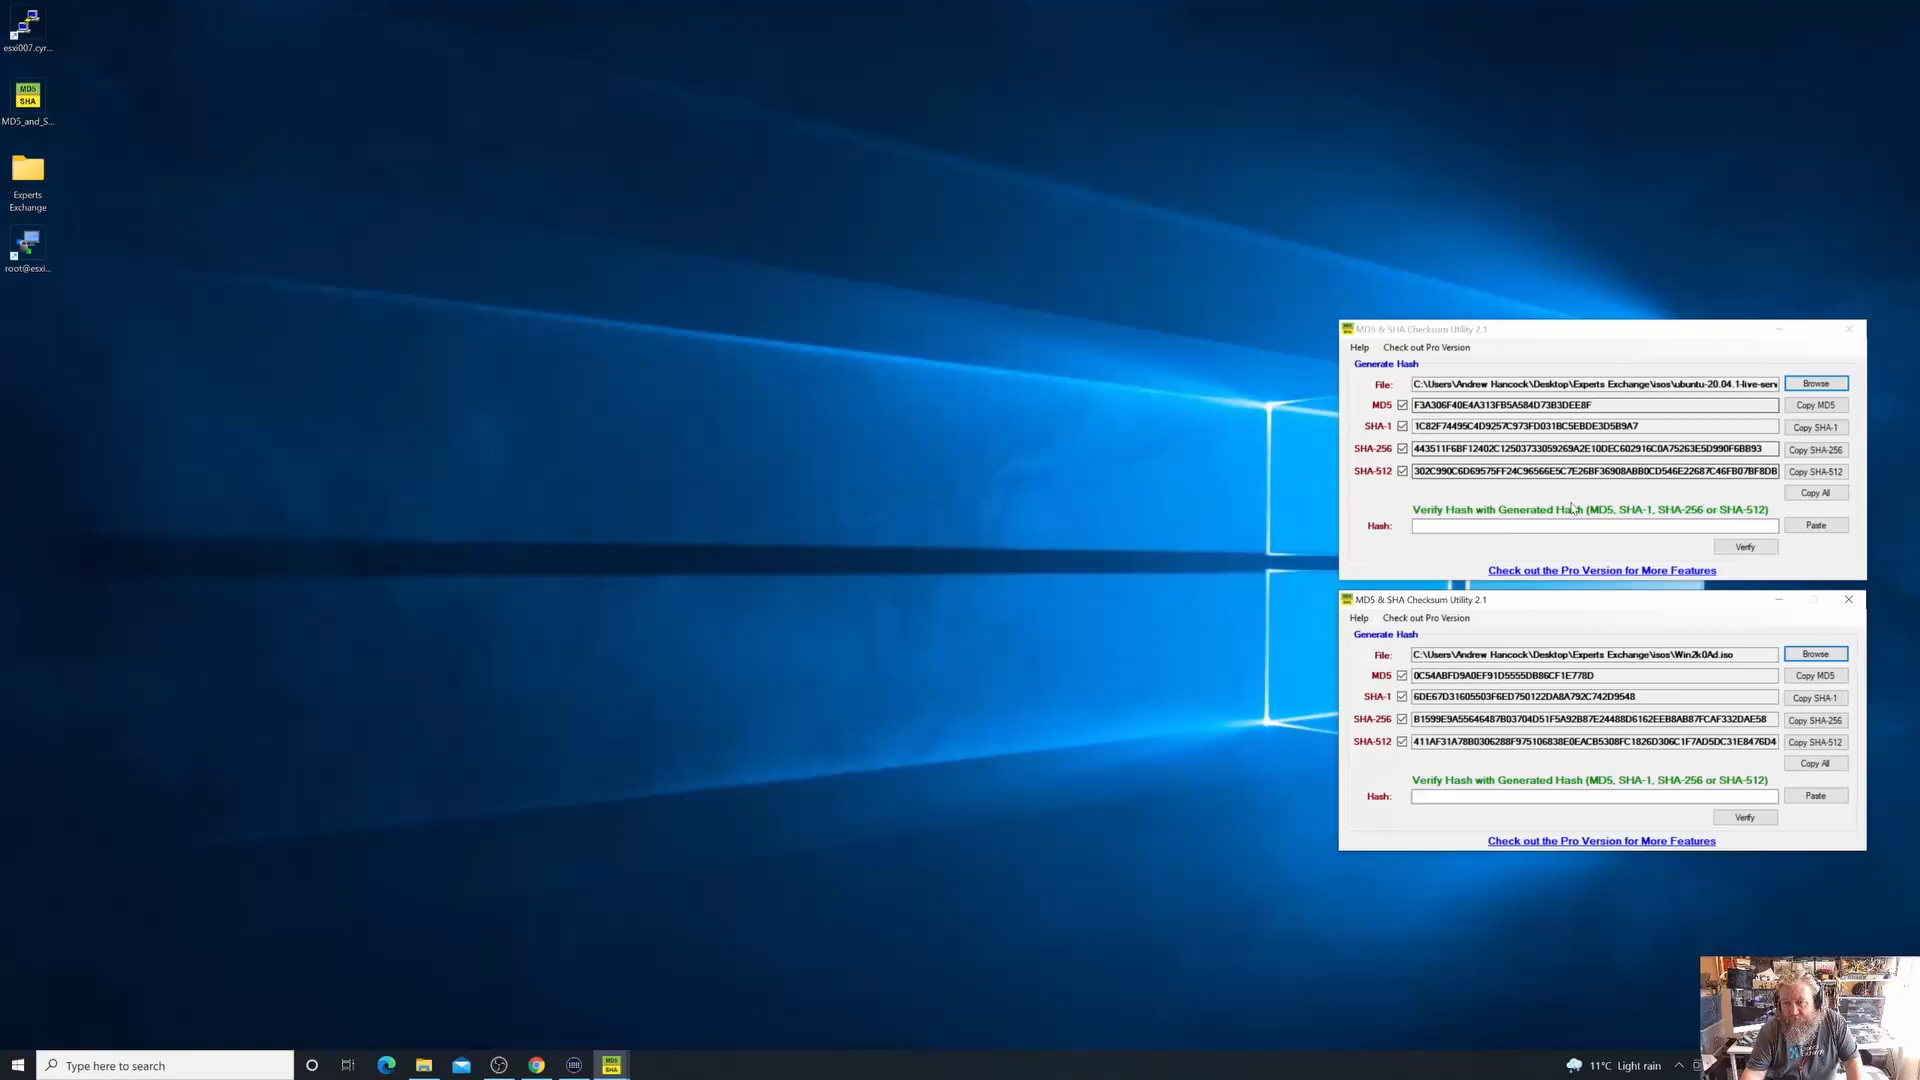 esxi007.cyr...
MD5
SHA
MD5_and_S...
Experts
Exchange
root@esxi...
MD5 & SHA Checksum Utility 2.1
Help Check out Pro Version
Generate Hash
File: C:\Users\Andrew Hancock\Desktop\Experts Exchange\isos\ubuntu-20.04.1-live-serv Browse
MD5 F3A306F40E4A313FB5A584D73B3DEE8F Copy MD5
SHA-1 1C82F74495C4D9257C973FD031BC5EBDE3D5B9A7 Copy SHA-1
SHA-256 443511F6BF12402C12503733059269A2E10DEC602916C0A75263E5D990F6BB93 Copy SHA-256
SHA-512 302C990C6D69575FF24C96566E5C7E26BF36908ABB0CD546E22687C46FB07BF8DB Copy SHA-512
Copy All
Verify Hash with Generated Hash (MD5, SHA-1, SHA-256 or SHA-512)
Hash: Paste
Verify
Check out the Pro Version for More Features
MD5 & SHA Checksum Utility 2.1
Help Check out Pro Version
Generate Hash
File: C:\Users\Andrew Hancock\Desktop\Experts Exchange\isos\Win2k0Ad.iso Browse
MD5 0C54ABFD9A0EF91D5555DB86CF1E778D Copy MD5
SHA-1 6DE67D31605503F6ED750122DA8A792C742D9548 Copy SHA-1
SHA-256 B1599E9A55646487B03704D51F5A92B87E24488D6162EEB8AB87FCAF332DAE58 Copy SHA-256
SHA-512 411AF31A78B0306288F975106838E0EACB5308FC1826D306C1F7AD5DC31E8476D4 Copy SHA-512
Copy All
Verify Hash with Generated Hash (MD5, SHA-1, SHA-256 or SHA-512)
Hash: Paste
Verify
Check out the Pro Version for More Features
Type here to search
MD5
SHA
11°C Light rain